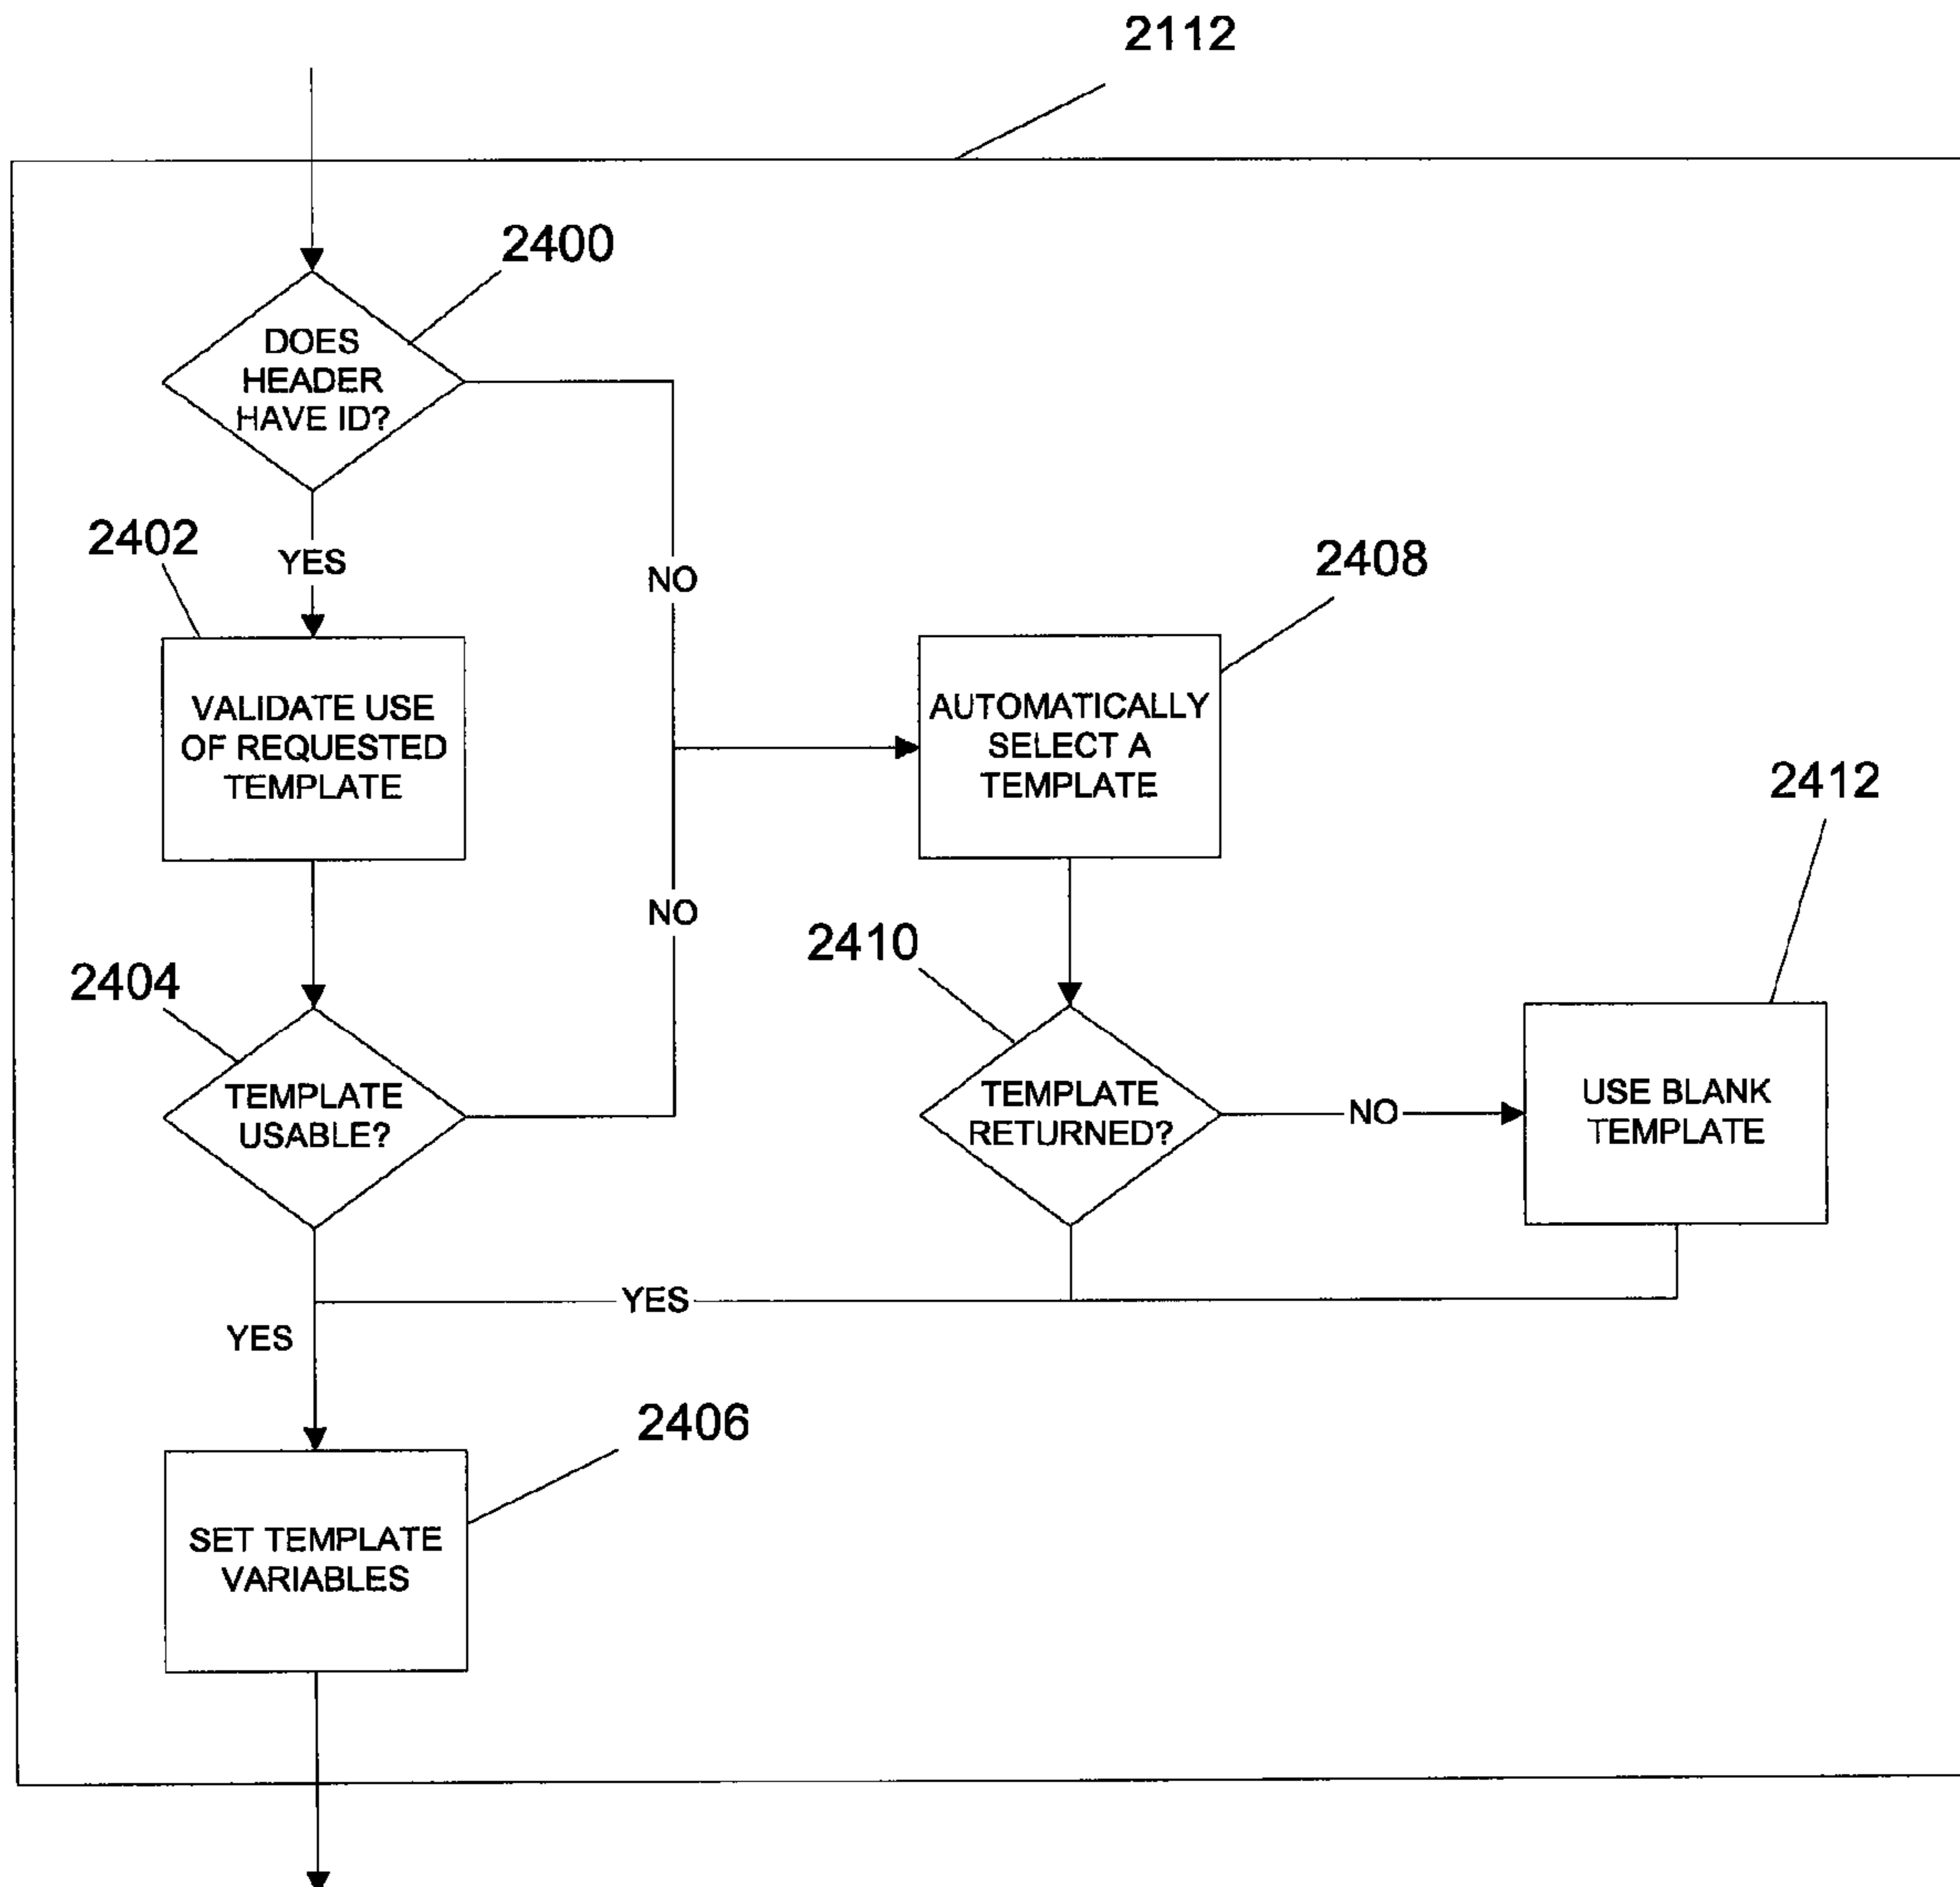 2112
2400
DOES
HEADER
HAVE ID?
2402
YES
NO
2408
VALIDATE USE
OF REQUESTED
TEMPLATE
AUTOMATICALLY
SELECT A
TEMPLATE
2412
NO
2410
2404
TEMPLATE
USABLE?
TEMPLATE
RETURNED?
NO
USE BLANK
TEMPLATE
YES
YES
2406
SET TEMPLATE
VARIABLES